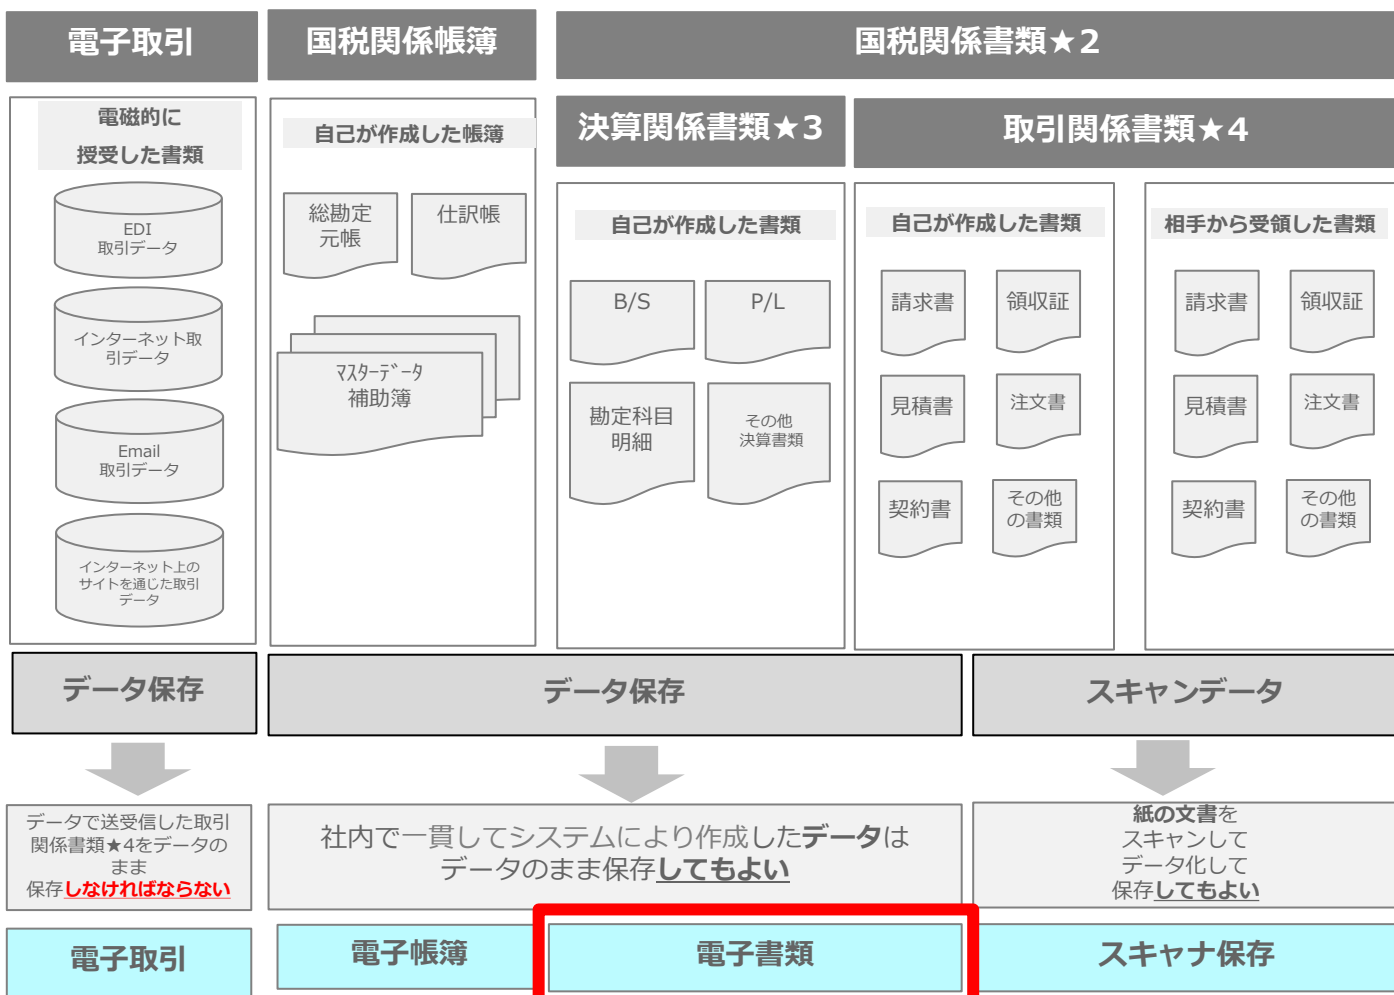 電子取引
国税関係帳簿
国税関係書類★2
決算関係書類★3
取引関係書類★4
電磁的に
授受した書類
EDI
取引データ
インターネット取
引データ
Email
取引データ
インターネット上の
サイトを通じた取引
データ
自己が作成した帳簿
総勘定
元帳
仕訳帳
ﾏｽﾀｰﾃﾞｰﾀ
補助簿
自己が作成した書類
B/S
P/L
勘定科目
明細
その他
決算書類
自己が作成した書類
請求書
領収証
見積書
注文書
契約書
その他
の書類
相手から受領した書類
請求書
領収証
見積書
注文書
契約書
その他
の書類
データ保存
データ保存
スキャンデータ
データで送受信した取引
関係書類★4をデータの
まま
保存しなければならない
社内で一貫してシステムにより作成したデータは
データのまま保存してもよい
紙の文書を
スキャンして
データ化して
保存してもよい
電子取引
電子帳簿
電子書類
スキャナ保存